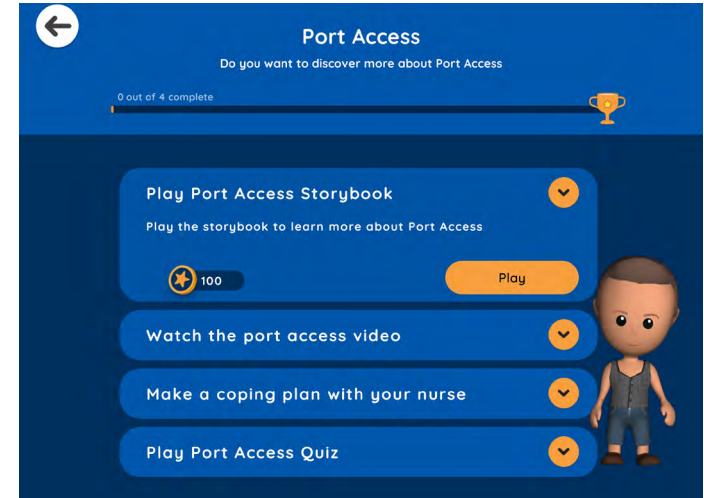 Port Access
Do you want to discover more about Port Access
0 out of 4 complete
Play Port Access Storybook
Play the storybook to learn more about Port Access
100
Play
Watch the port access video
Make a coping plan with your nurse
Play Port Access Quiz